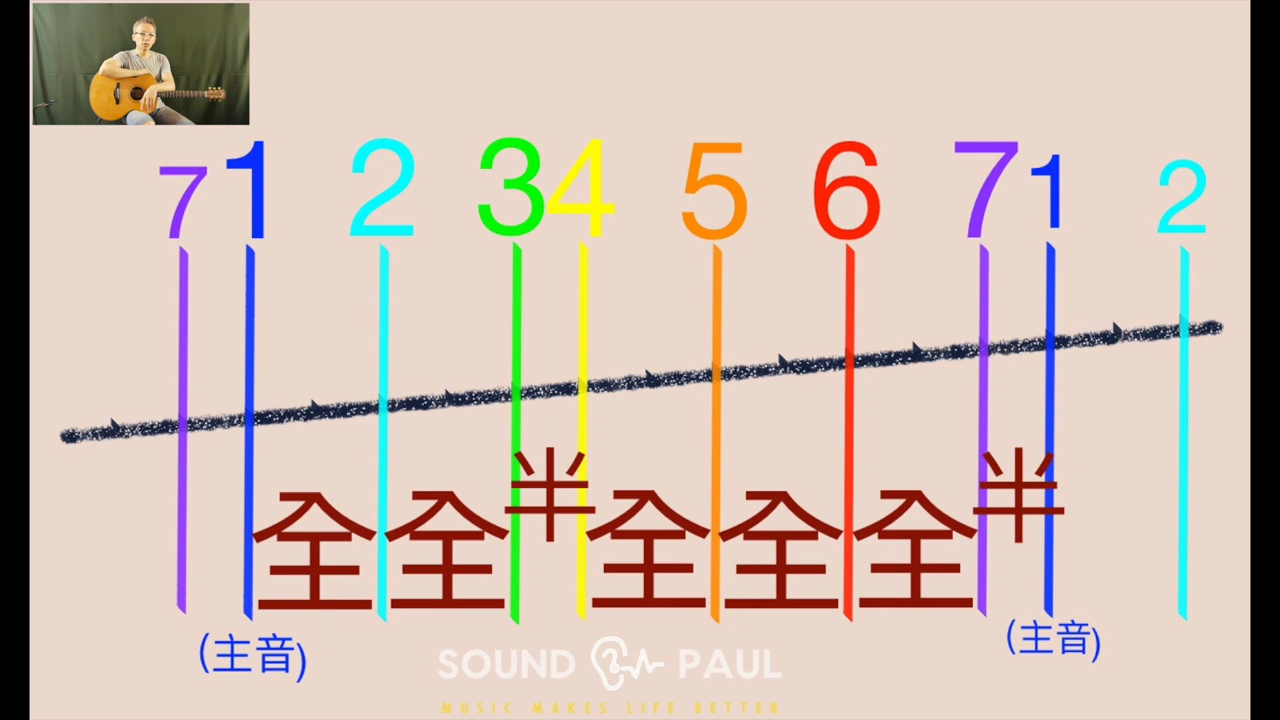 7 1 2 3 4 5 6 7 1 2
全 全 半 全 全 全 半
(主音) (主音)
SOUND PAUL
MUSIC MAKES LIFE BETTER